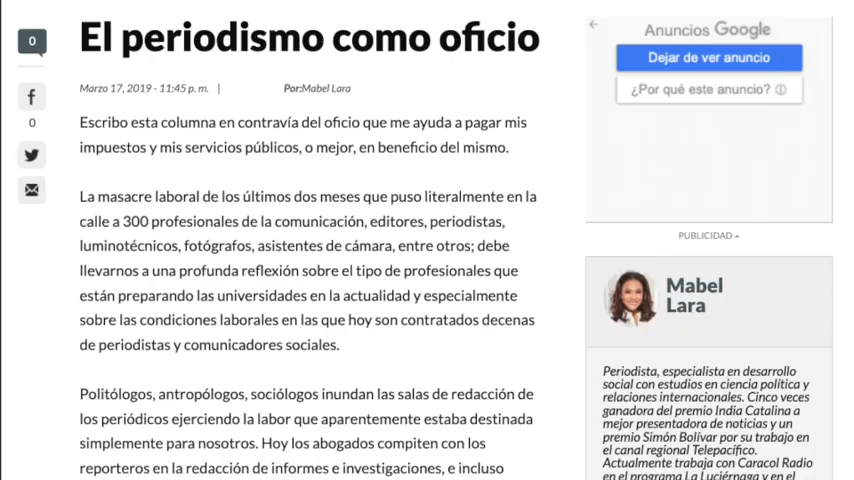 0
El periodismo como oficio
Marzo 17, 2019 - 11:45 p. m. | Por:Mabel Lara
0
Escribo esta columna en contravía del oficio que me ayuda a pagar mis
impuestos y mis servicios públicos, o mejor, en beneficio del mismo.
La masacre laboral de los últimos dos meses que puso literalmente en la
calle a 300 profesionales de la comunicación, editores, periodistas,
luminotécnicos, fotógrafos, asistentes de cámara, entre otros; debe
llevarnos a una profunda reflexión sobre el tipo de profesionales que
están preparando las universidades en la actualidad y especialmente
sobre las condiciones laborales en las que hoy son contratados decenas
de periodistas y comunicadores sociales.
Politólogos, antropólogos, sociólogos inundan las salas de redacción de
los periódicos ejerciendo la labor que aparentemente estaba destinada
simplemente para nosotros. Hoy los abogados compiten con los
reporteros en la redacción de informes e investigaciones, e incluso
Anuncios Google
Dejar de ver anuncio
¿Por qué este anuncio?
PUBLICIDAD
Mabel
Lara
Periodista, especialista en desarrollo
social con estudios en ciencia política y
relaciones internacionales. Cinco veces
ganadora del premio India Catalina a
mejor presentadora de noticias y un
premio Simón Bolívar por su trabajo en
el canal regional Telepacífico.
Actualmente trabaja con Caracol Radio
en el programa La Luciérnaga y en el